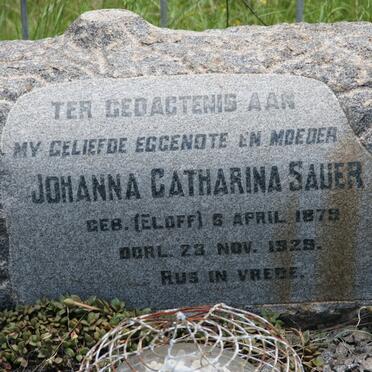 TER GEDACTENIS AAN
MY GELIEFDE EGGENOTE EN MOEDER
JOHANNA CATHARINA SAUER
GEB. (ELOFF) 6 APRIL 1879
OORL. 23 NOV. 1929.
RUS IN VREDE.